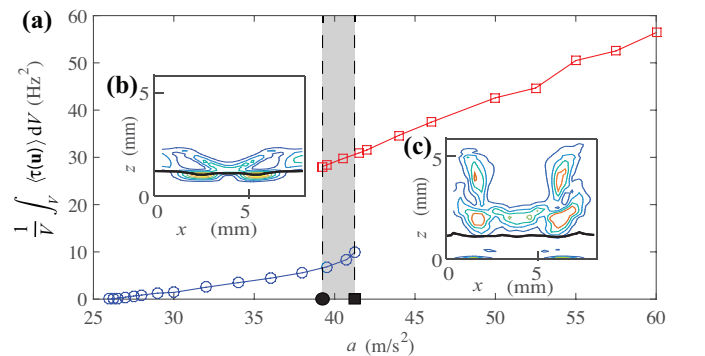 (a)
60
50
40
30
20
10
0
1/V ∫_V ⟨τ(u)⟩ dV (Hz²)
(b)
5
0
z (mm)
0 5
x (mm)
(c)
5
0
z (mm)
0 5
x (mm)
25 30 35 40 45 50 55 60
a (m/s²)